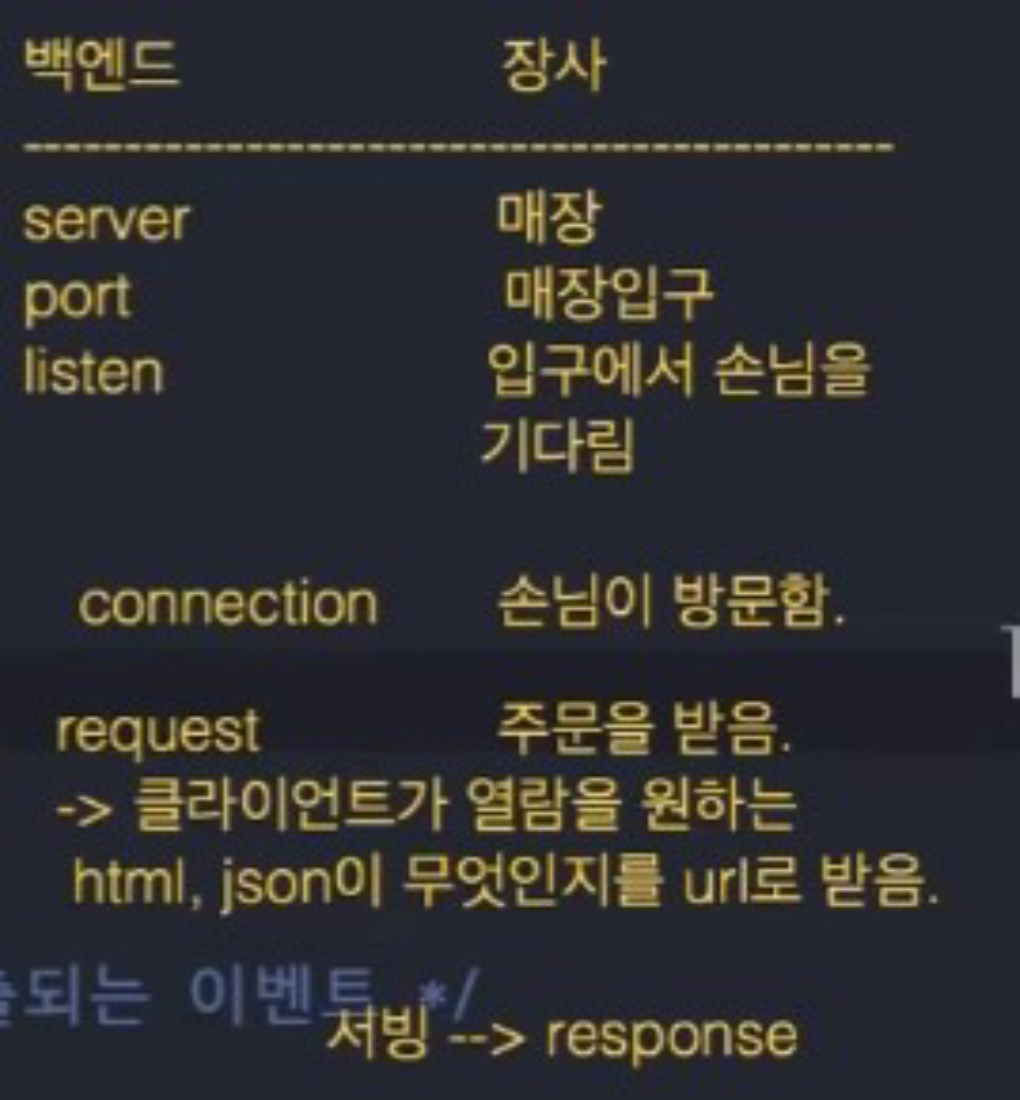 백엔드 장사
-------------------------------------------
server 매장
port 매장입구
listen 입구에서 손님을
기다림
connection 손님이 방문함.
request 주문을 받음.
-> 클라이언트가 열람을 원하는
html, json이 무엇인지를 url로 받음.
되는 이벤트 */
서빙 --> response